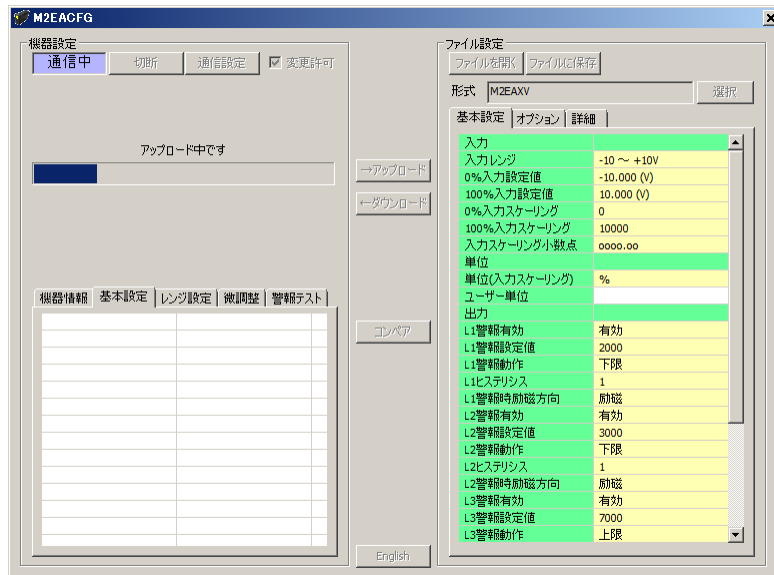 M2EACFG
機器設定
通信中 切断 通信設定 変更許可
アップロード中です
機器情報 基本設定 レンジ設定 微調整 警報テスト
→アップロード
←ダウンロード
コンペア
English
ファイル設定
ファイルを開く ファイルに保存
形式 M2EAXV 選択
基本設定 オプション 詳細
入力
入力レンジ -10 ～ +10V
0%入力設定値 -10.000 (V)
100%入力設定値 10.000 (V)
0%入力スケーリング 0
100%入力スケーリング 10000
入力スケーリング小数点 oooo.oo
単位
単位(入力スケーリング) %
ユーザー単位
出力
L1警報有効 有効
L1警報設定値 2000
L1警報動作 下限
L1ヒステリシス 1
L1警報時励磁方向 励磁
L2警報有効 有効
L2警報設定値 3000
L2警報動作 下限
L2ヒステリシス 1
L2警報時励磁方向 励磁
L3警報有効 有効
L3警報設定値 7000
L3警報動作 上限